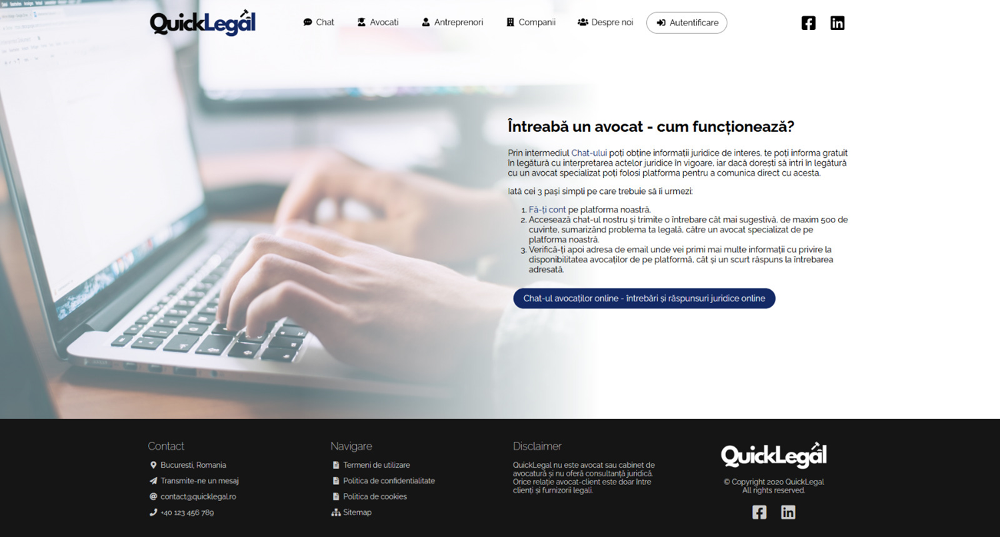 QuickLegal
Chat
Avocati
Antreprenori
Companii
Despre noi
Autentificare
Întreabă un avocat - cum funcționează?
Prin intermediul Chat-ului poți obține informații juridice de interes, te poți informa gratuit
în legătură cu interpretarea actelor juridice în vigoare, iar dacă dorești să intri în legătură
cu un avocat specializat poți folosi platforma pentru a comunica direct cu acesta.
Iată cei 3 pași simpli pe care trebuie să îi urmezi:
1. Fă-ți cont pe platforma noastră.
2. Accesează chat-ul nostru și trimite o întrebare cât mai sugestivă, de maxim 500 de
cuvinte, sumarizând problema ta legală, către un avocat specializat de pe
platforma noastră.
3. Verifică-ți apoi adresa de email unde vei primi mai multe informații cu privire la
disponibilitatea avocaților de pe platformă, cât și un scurt răspuns la întrebarea
adresată.
Chat-ul avocaților online - întrebări și răspunsuri juridice online
Contact
Bucuresti, Romania
Transmite-ne un mesaj
contact@quicklegal.ro
+40 123 456 789
Navigare
Termeni de utilizare
Politica de confidentialitate
Politica de cookies
Sitemap
Disclaimer
QuickLegal nu este avocat sau cabinet de
avocatură și nu oferă consultanță juridică.
Orice relație avocat-client este doar între
clienți și furnizorii legali.
QuickLegal
© Copyright 2020 QuickLegal
All rights reserved.